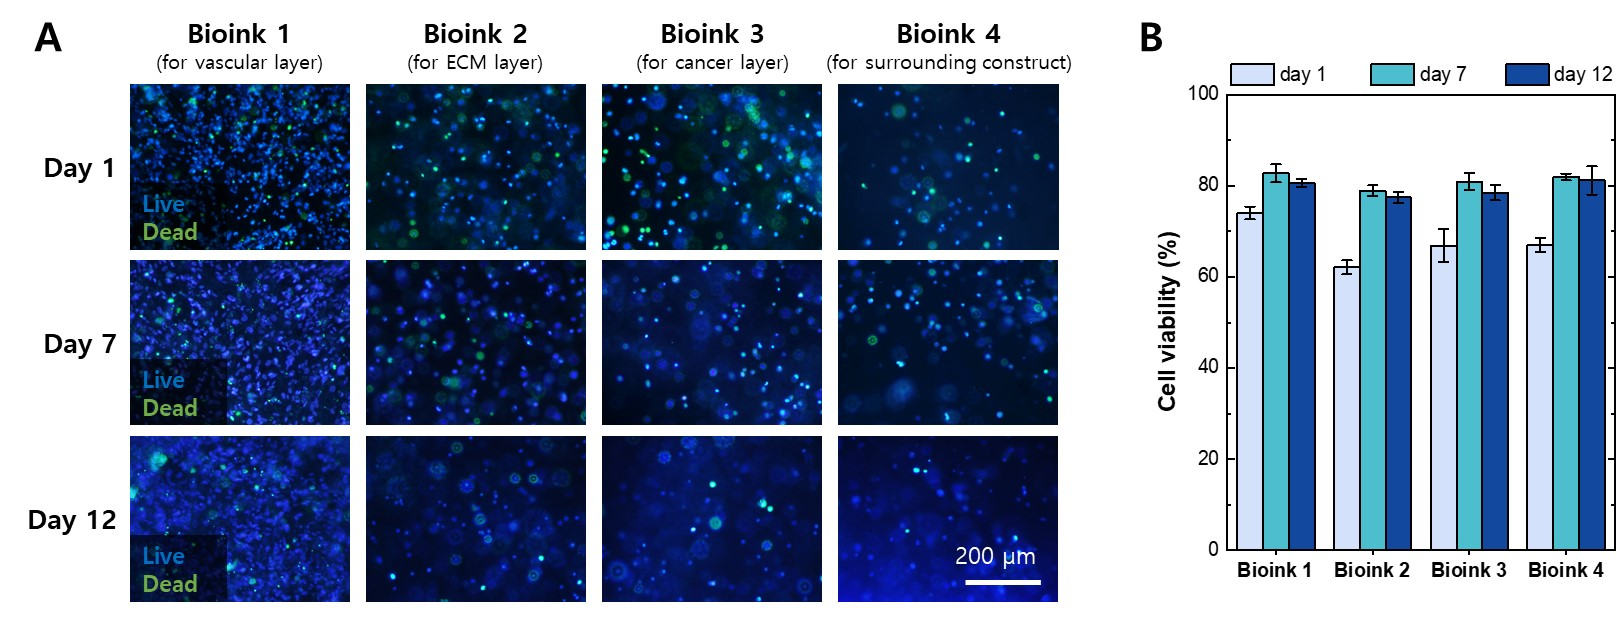 A
Bioink 1
(for vascular layer)
Bioink 2
(for ECM layer)
Bioink 3
(for cancer layer)
Bioink 4
(for surrounding construct)
Day 1
Live
Dead
Day 7
Live
Dead
Day 12
Live
Dead
200 μm
B
day 1 day 7 day 12
Cell viability (%)
100
80
60
40
20
0
Bioink 1 Bioink 2 Bioink 3 Bioink 4